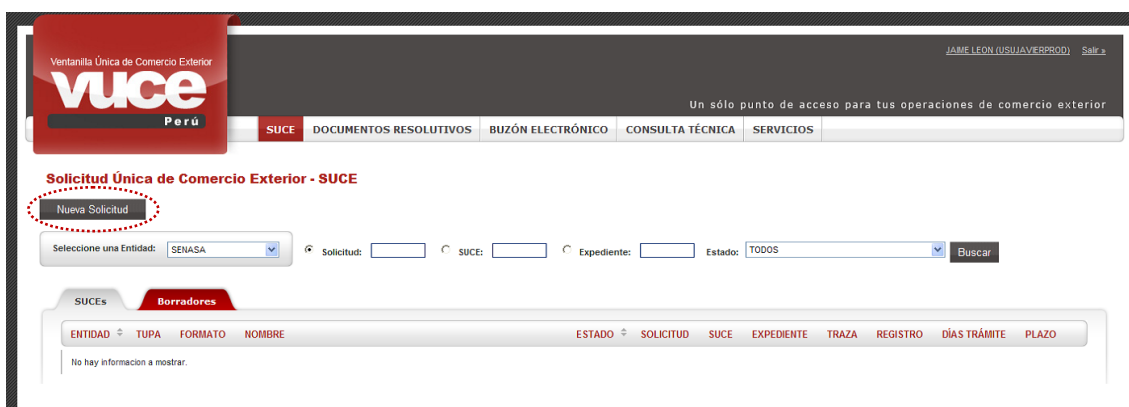 JAIME LEON (USUJAVIERPROD) Salir »
Ventanilla Única de Comercio Exterior
vuce
Perú
Un sólo punto de acceso para tus operaciones de comercio exterior
SUCE DOCUMENTOS RESOLUTIVOS BUZÓN ELECTRÓNICO CONSULTA TÉCNICA SERVICIOS
Solicitud Única de Comercio Exterior - SUCE
Nueva Solicitud
Seleccione una Entidad: SENASA Solicitud: SUCE: Expediente: Estado: TODOS Buscar
SUCEs Borradores
ENTIDAD TUPA FORMATO NOMBRE ESTADO SOLICITUD SUCE EXPEDIENTE TRAZA REGISTRO DÍAS TRÁMITE PLAZO
No hay informacion a mostrar.